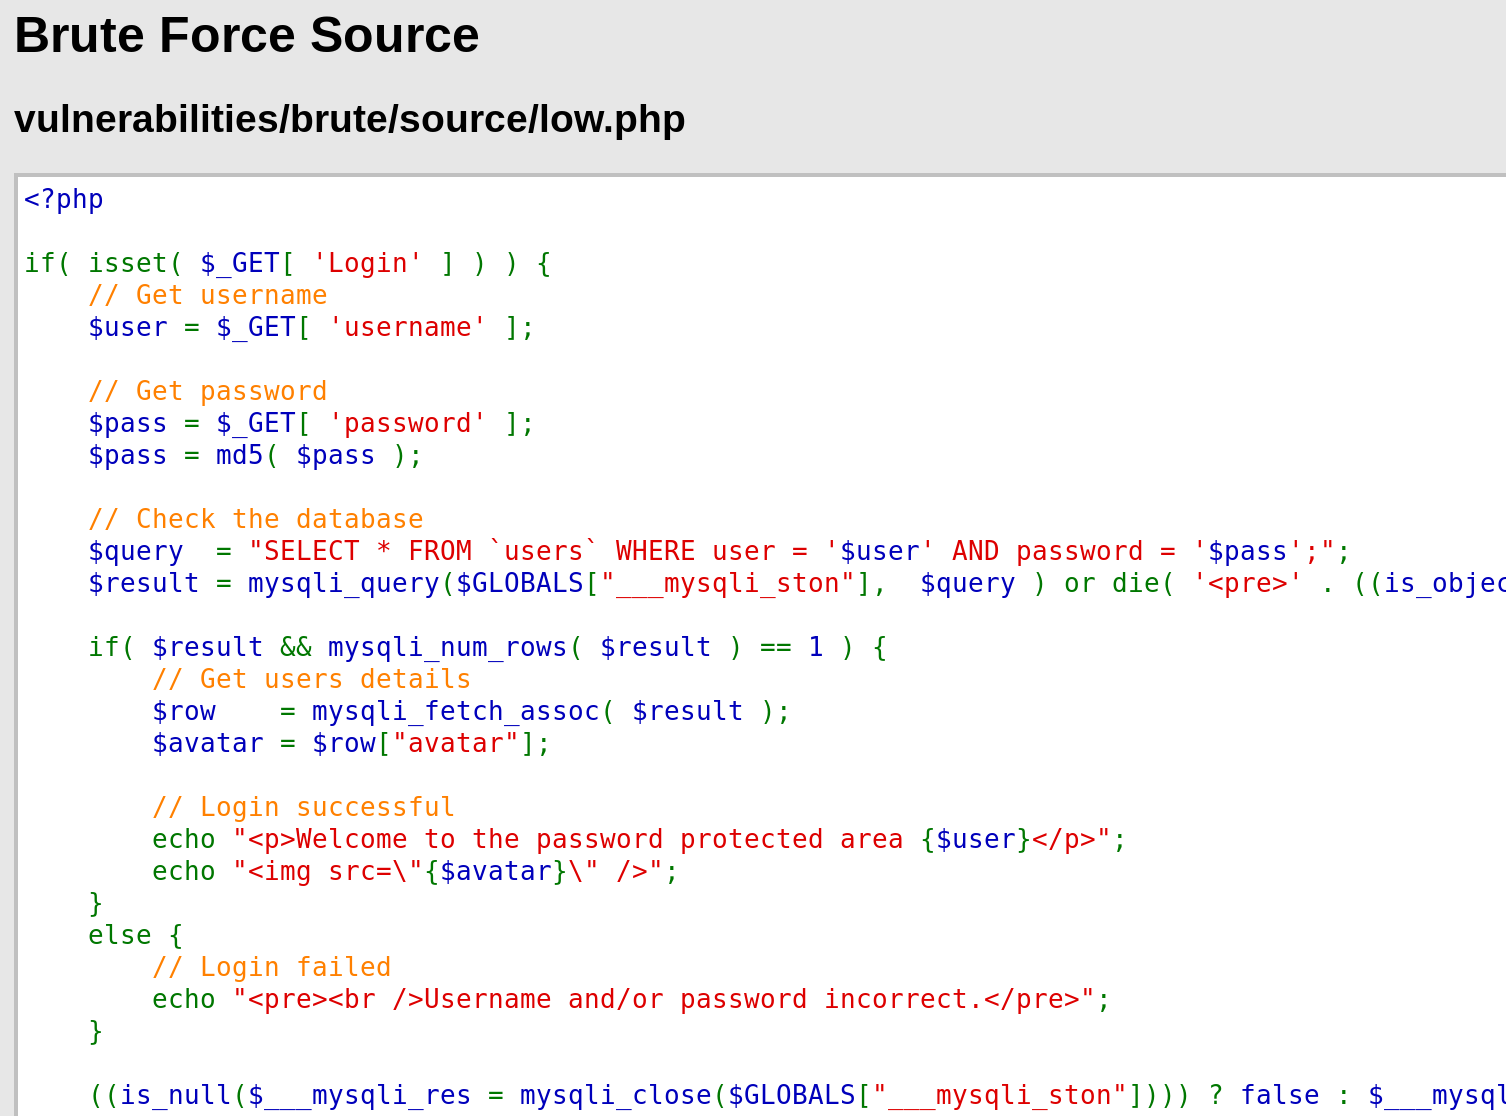 Brute Force Source
vulnerabilities/brute/source/low.php
<?php
if( isset( $_GET[ 'Login' ] ) ) {
    // Get username
    $user = $_GET[ 'username' ];
    // Get password
    $pass = $_GET[ 'password' ];
    $pass = md5( $pass );
    // Check the database
    $query  = "SELECT * FROM `users` WHERE user = '$user' AND password = '$pass';";
    $result = mysqli_query($GLOBALS["___mysqli_ston"],  $query ) or die( '<pre>' . ((is_objec
    if( $result && mysqli_num_rows( $result ) == 1 ) {
        // Get users details
        $row    = mysqli_fetch_assoc( $result );
        $avatar = $row["avatar"];
        // Login successful
        echo "<p>Welcome to the password protected area {$user}</p>";
        echo "<img src=\"{$avatar}\" />";
    }
    else {
        // Login failed
        echo "<pre><br />Username and/or password incorrect.</pre>";
    }
    ((is_null($___mysqli_res = mysqli_close($GLOBALS["___mysqli_ston"]))) ? false : $___mysql